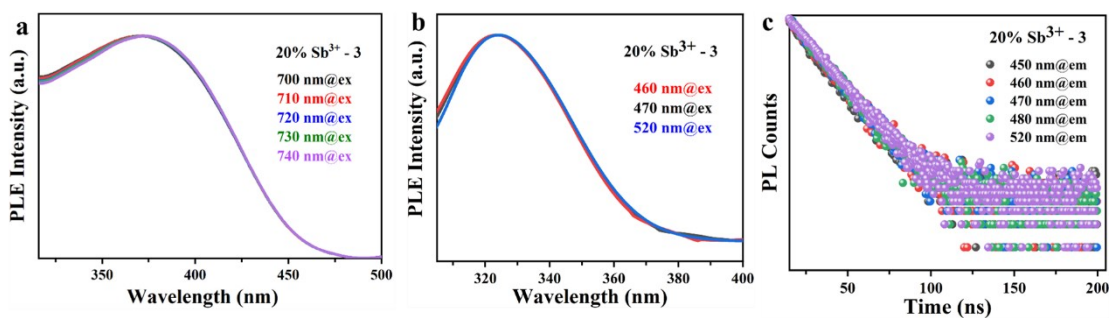 a
PLE Intensity (a.u.)
20% Sb³⁺ - 3
700 nm@ex
710 nm@ex
720 nm@ex
730 nm@ex
740 nm@ex
350
400
450
500
Wavelength (nm)
b
PLE Intensity (a.u.)
20% Sb³⁺ - 3
460 nm@ex
470 nm@ex
520 nm@ex
320
340
360
380
400
Wavelength (nm)
c
PL Counts
20% Sb³⁺ - 3
450 nm@em
460 nm@em
470 nm@em
480 nm@em
520 nm@em
50
100
150
200
Time (ns)